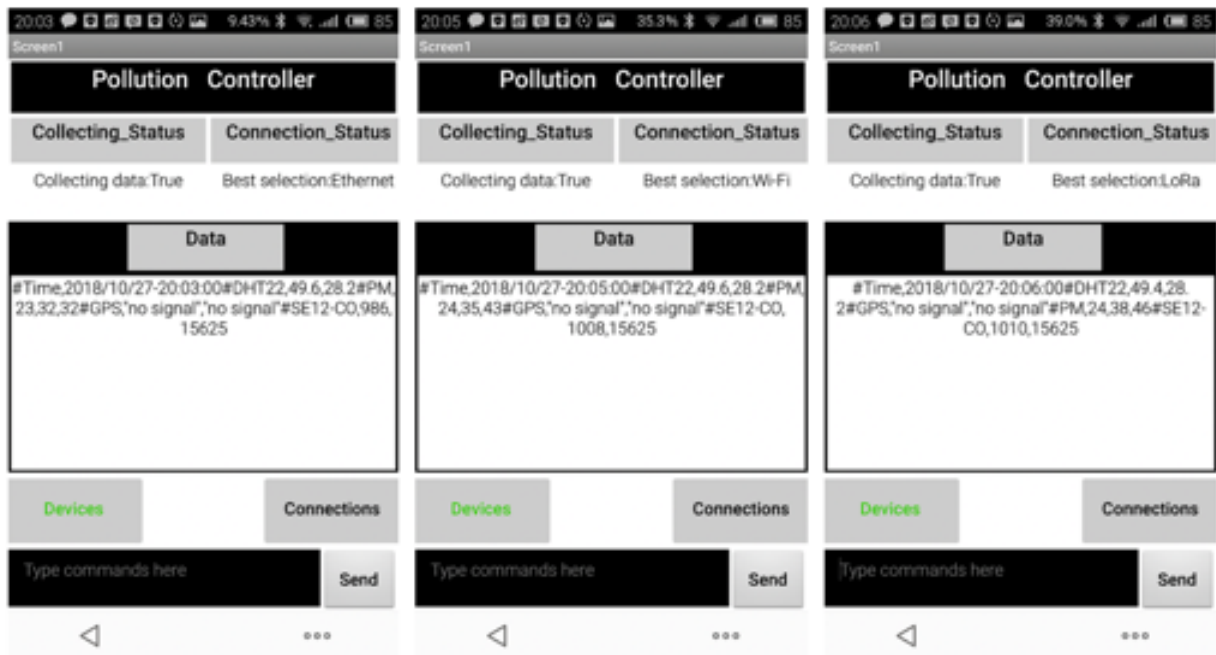 20:03 9.43% 85
Screen1
Pollution Controller
Collecting_Status Connection_Status
Collecting data:True Best selection:Ethernet
Data
#Time,2018/10/27-20:03:00#DHT22,49.6,28.2#PM,
23,32,32#GPS,"no signal","no signal"#SE12-CO,986,
15625
Devices Connections
Type commands here Send
20:05 35.3% 85
Screen1
Pollution Controller
Collecting_Status Connection_Status
Collecting data:True Best selection:Wi-Fi
Data
#Time,2018/10/27-20:05:00#DHT22,49.6,28.2#PM,
24,35,43#GPS,"no signal","no signal"#SE12-CO,
1008,15625
Devices Connections
Type commands here Send
20:06 39.0% 85
Screen1
Pollution Controller
Collecting_Status Connection_Status
Collecting data:True Best selection:LoRa
Data
#Time,2018/10/27-20:06:00#DHT22,49.4,28.
2#GPS,"no signal","no signal"#PM,24,38,46#SE12-
CO,1010,15625
Devices Connections
Type commands here Send